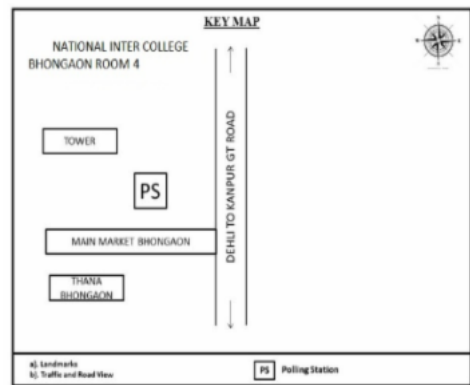 KEY MAP
NATIONAL INTER COLLEGE
BHONGAON ROOM 4
TOWER
PS
DEHLI TO KANPUR GT ROAD
MAIN MARKET BHONGAON
THANA
BHONGAON
a). Landmarks
b). Traffic and Road View
PS Polling Station